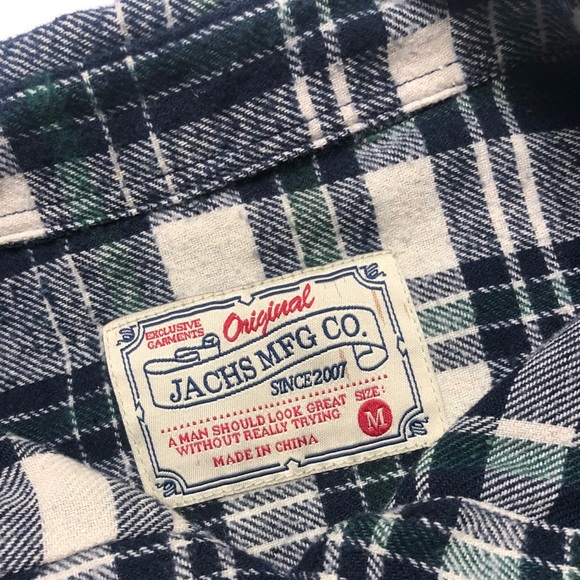 EXCLUSIVE
GARMENTS
Original
JACHS MFG CO.
SINCE 2007
A MAN SHOULD LOOK GREAT
WITHOUT REALLY TRYING
SIZE:
M
MADE IN CHINA